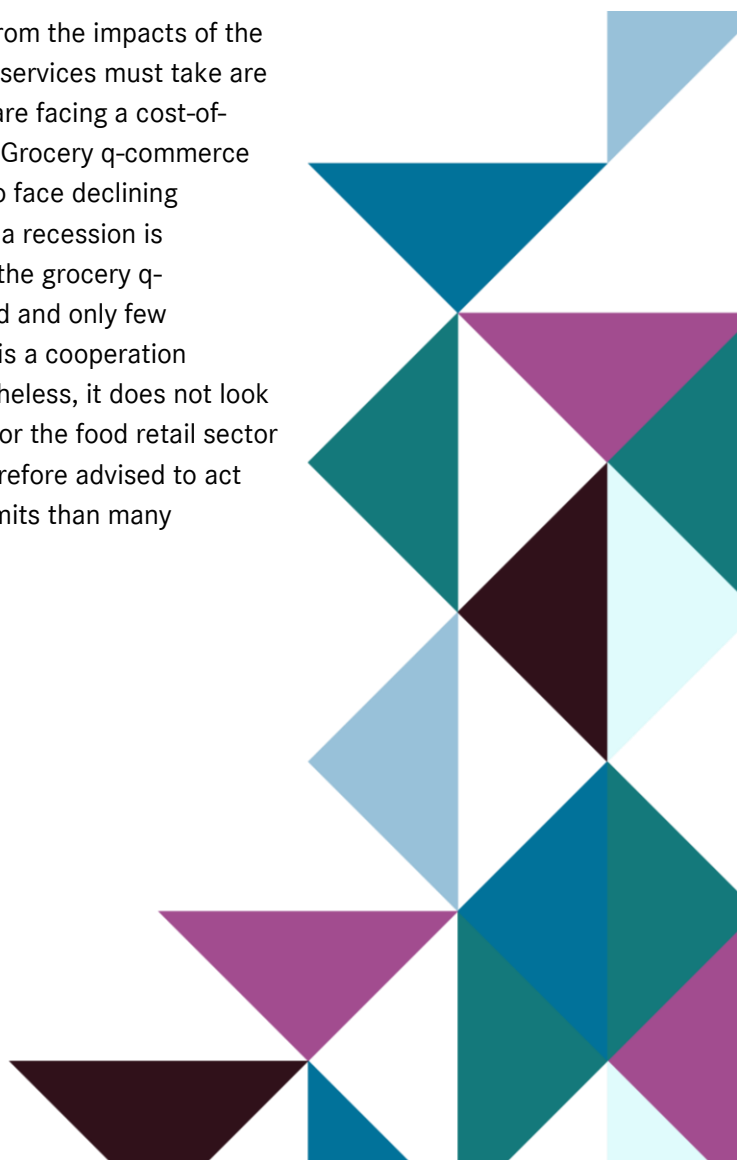 rom the impacts of the
services must take are
are facing a cost-of-
Grocery q-commerce
o face declining
a recession is
the grocery q-
d and only few
is a cooperation
heless, it does not look
or the food retail sector
refore advised to act
mits than many